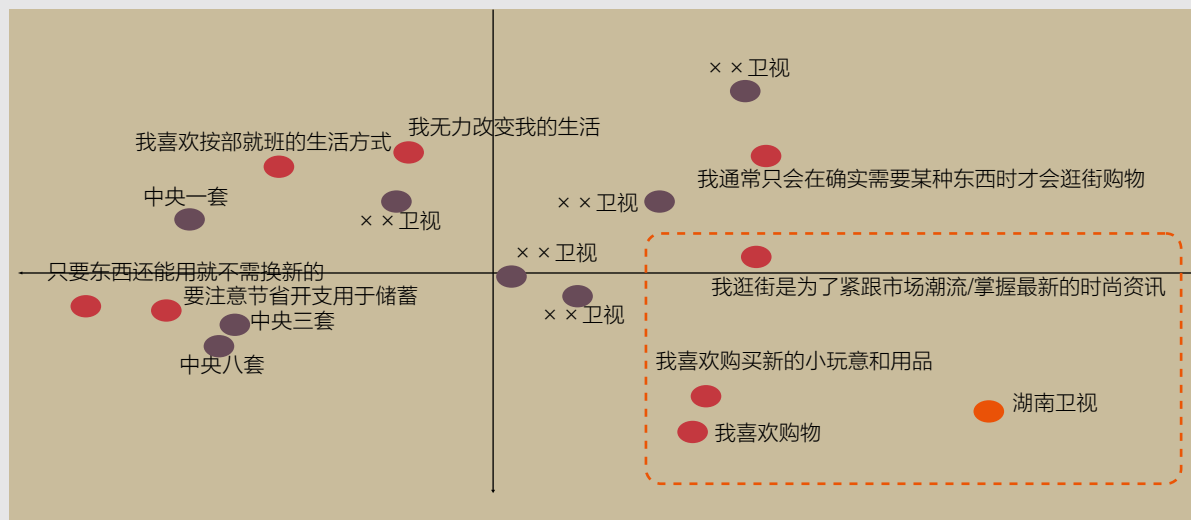 × ×卫视
我无力改变我的生活
我喜欢按部就班的生活方式
我通常只会在确实需要某种东西时才会逛街购物
中央一套
× ×卫视
× ×卫视
× ×卫视
只要东西还能用就不需换新的
我逛街是为了紧跟市场潮流/掌握最新的时尚资讯
要注意节省开支用于储蓄
× ×卫视
中央三套
中央八套
我喜欢购买新的小玩意和用品
湖南卫视
我喜欢购物